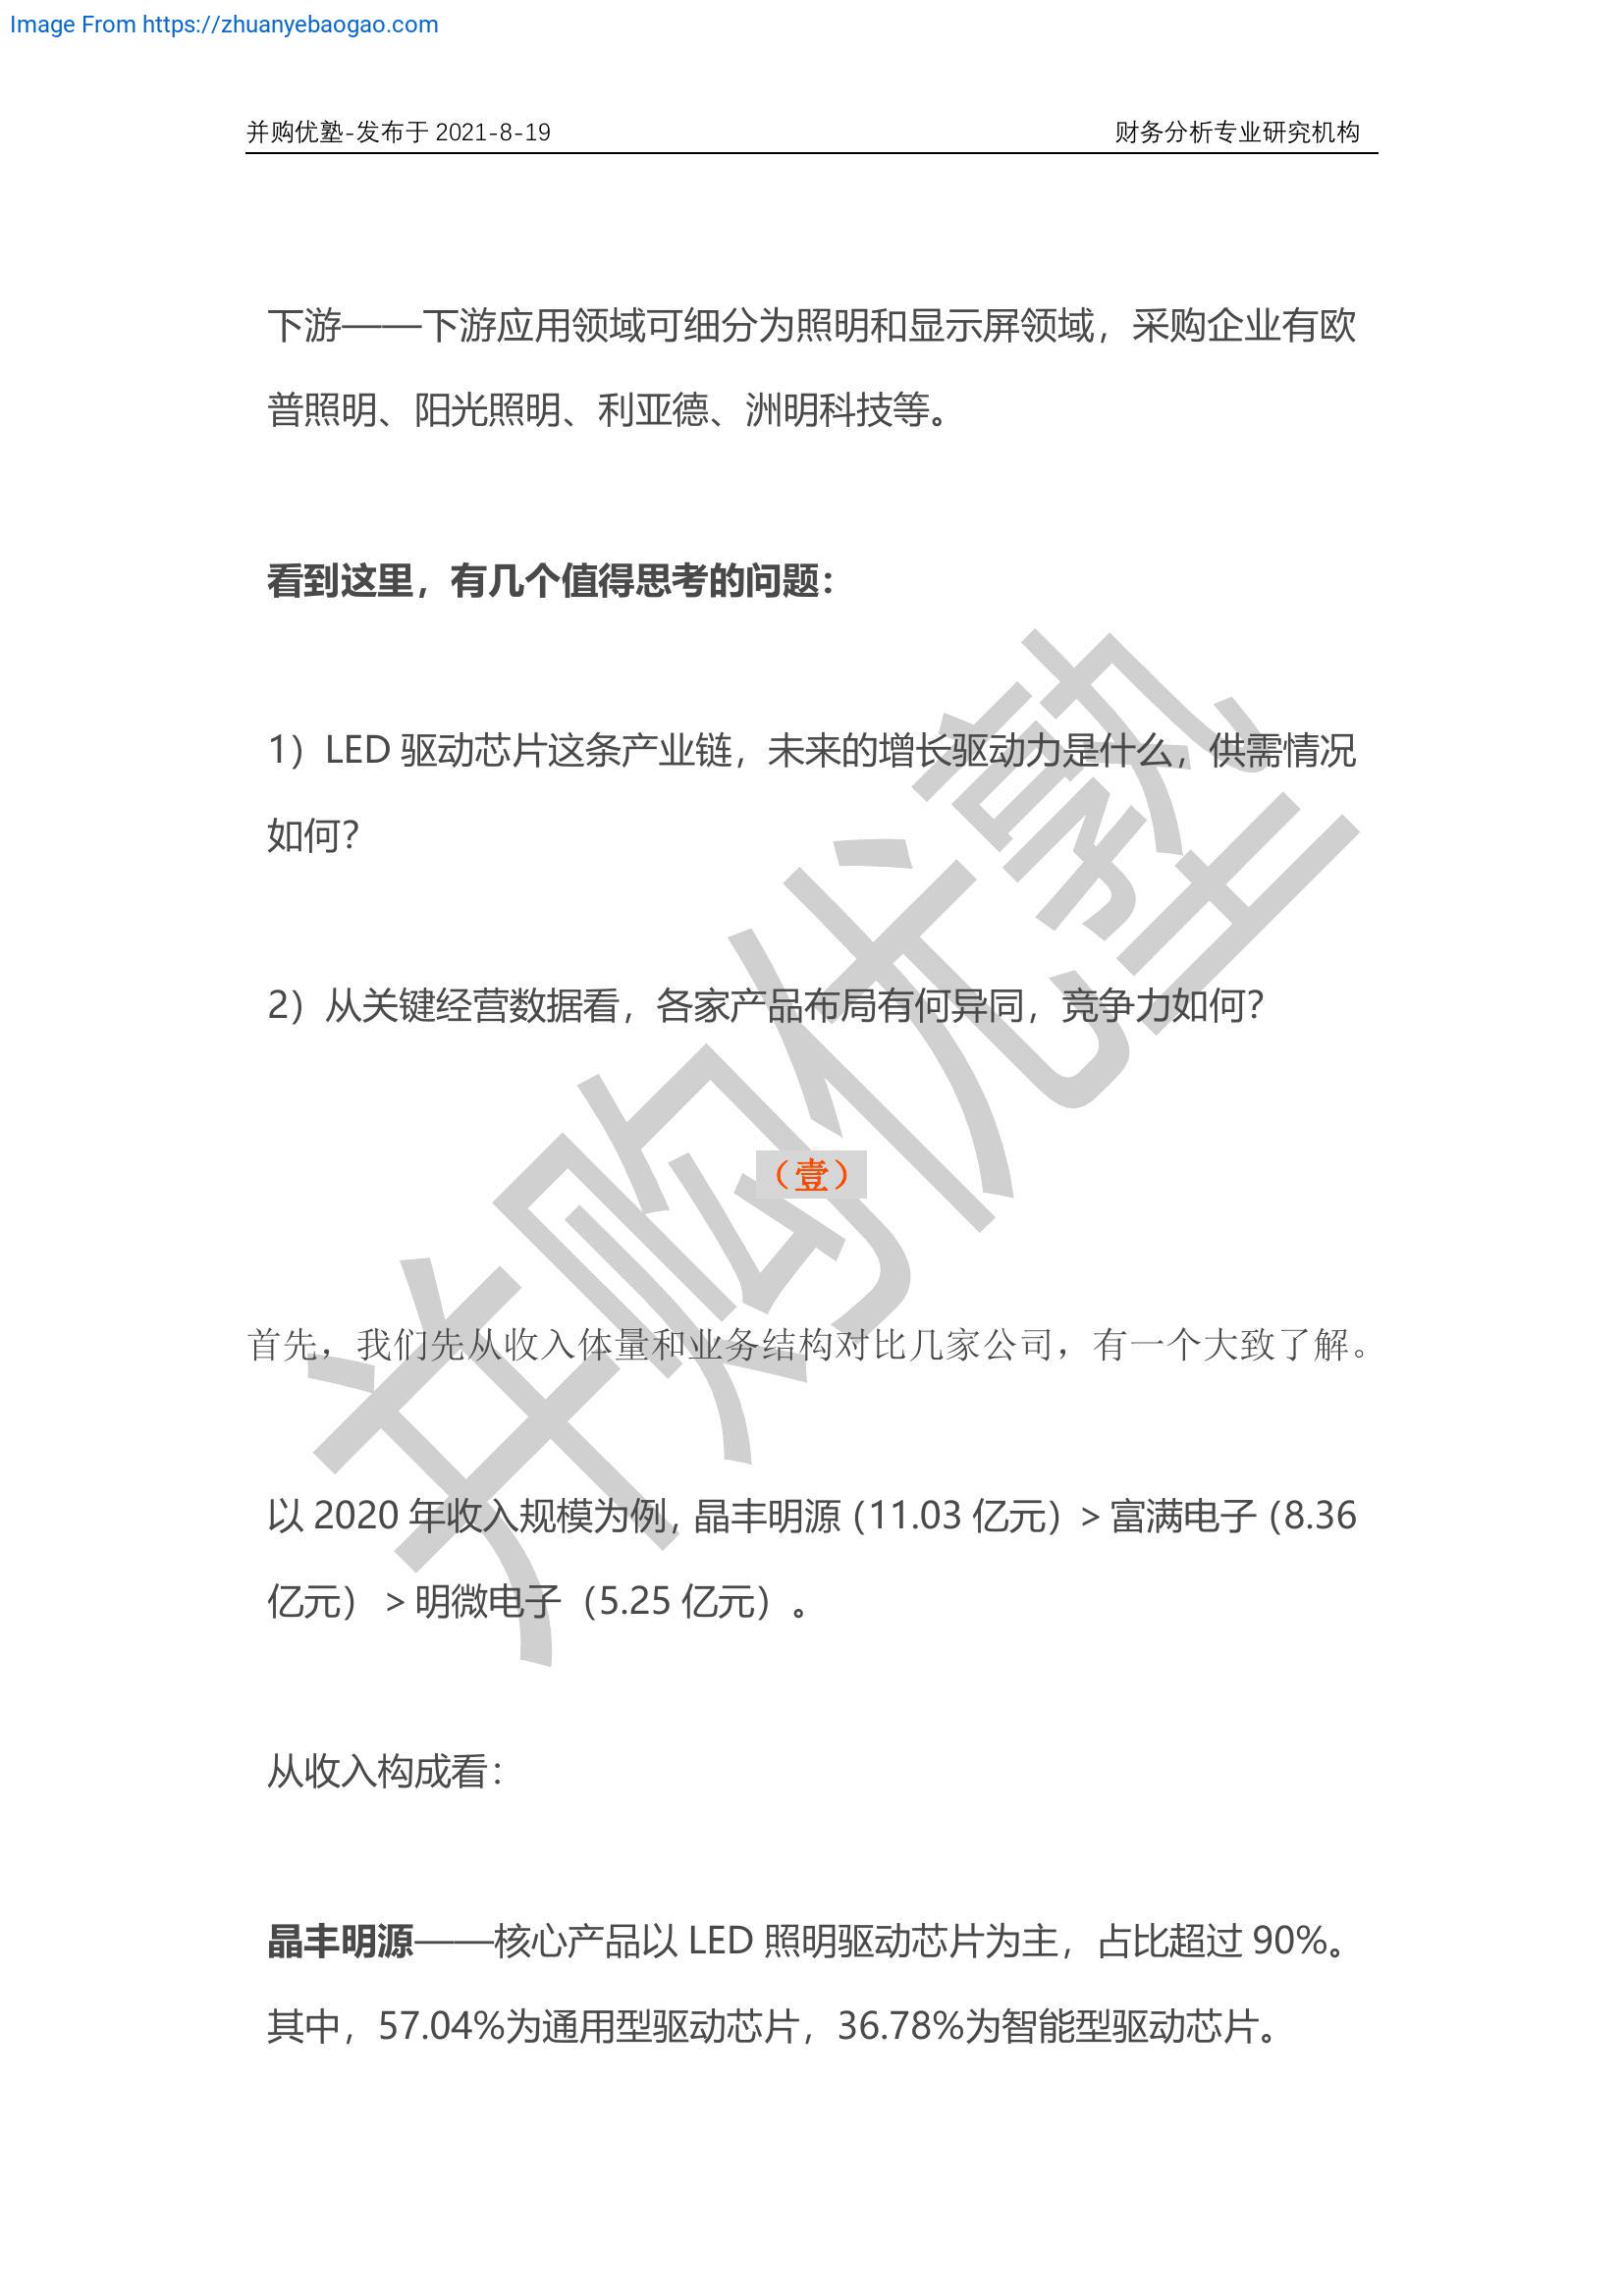 Image From https://zhuanyebaogao.com
并购优塾-发布于 2021-8-19 财务分析专业研究机构
下游——下游应用领域可细分为照明和显示屏领域，采购企业有欧
普照明、阳光照明、利亚德、洲明科技等。
看到这里，有几个值得思考的问题：
1）LED 驱动芯片这条产业链，未来的增长驱动力是什么，供需情况
如何？
2）从关键经营数据看，各家产品布局有何异同，竞争力如何？
并购优塾
（壹）
首先，我们先从收入体量和业务结构对比几家公司，有一个大致了解。
以 2020 年收入规模为例，晶丰明源（11.03 亿元）＞富满电子（8.36
亿元）＞明微电子（5.25 亿元）。
从收入构成看：
晶丰明源——核心产品以 LED 照明驱动芯片为主，占比超过 90%。
其中，57.04%为通用型驱动芯片，36.78%为智能型驱动芯片。